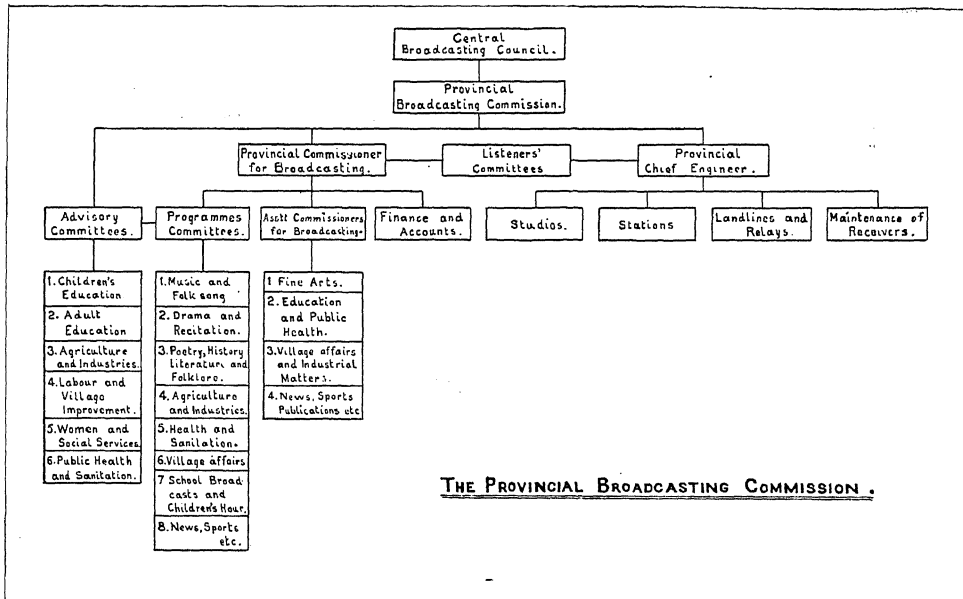 Central
Broadcasting Council.
Provincial
Broadcasting Commission.
Provincial Commissioner
for Broadcasting.
Listeners'
Committees
Provincial
Chief Engineer.
Advisory
Committees.
Programmes
Committees.
Asstt Commissioners
for Broadcasting.
Finance and
Accounts.
Studios.
Stations
Landlines and
Relays.
Maintenance of
Receivers.
1. Children's
Education
2. Adult
Education
3. Agriculture
and Industries.
4. Labour and
Village
Improvement.
5. Women and
Social Services.
6. Public Health
and Sanitation.
1. Music and
Folk song
2. Drama and
Recitation.
3. Poetry, History
Literature and
Folklore.
4. Agriculture
and Industries.
5. Health and
Sanitation.
6. Village affairs
7 School Broad-
casts and
Children's Hour.
8. News, Sports
etc.
1 Fine Arts.
2. Education
and Public
Health.
3. Village affairs
and Industrial
Matters.
4. News, Sports
Publications etc
THE PROVINCIAL BROADCASTING COMMISSION.